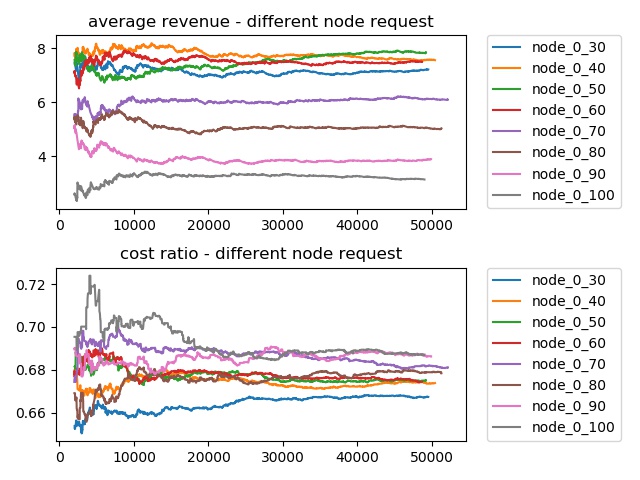 average revenue - different node request
8
6
4
0
10000
20000
30000
40000
50000
node_0_30
node_0_40
node_0_50
node_0_60
node_0_70
node_0_80
node_0_90
node_0_100
cost ratio - different node request
0.72
0.70
0.68
0.66
0
10000
20000
30000
40000
50000
node_0_30
node_0_40
node_0_50
node_0_60
node_0_70
node_0_80
node_0_90
node_0_100